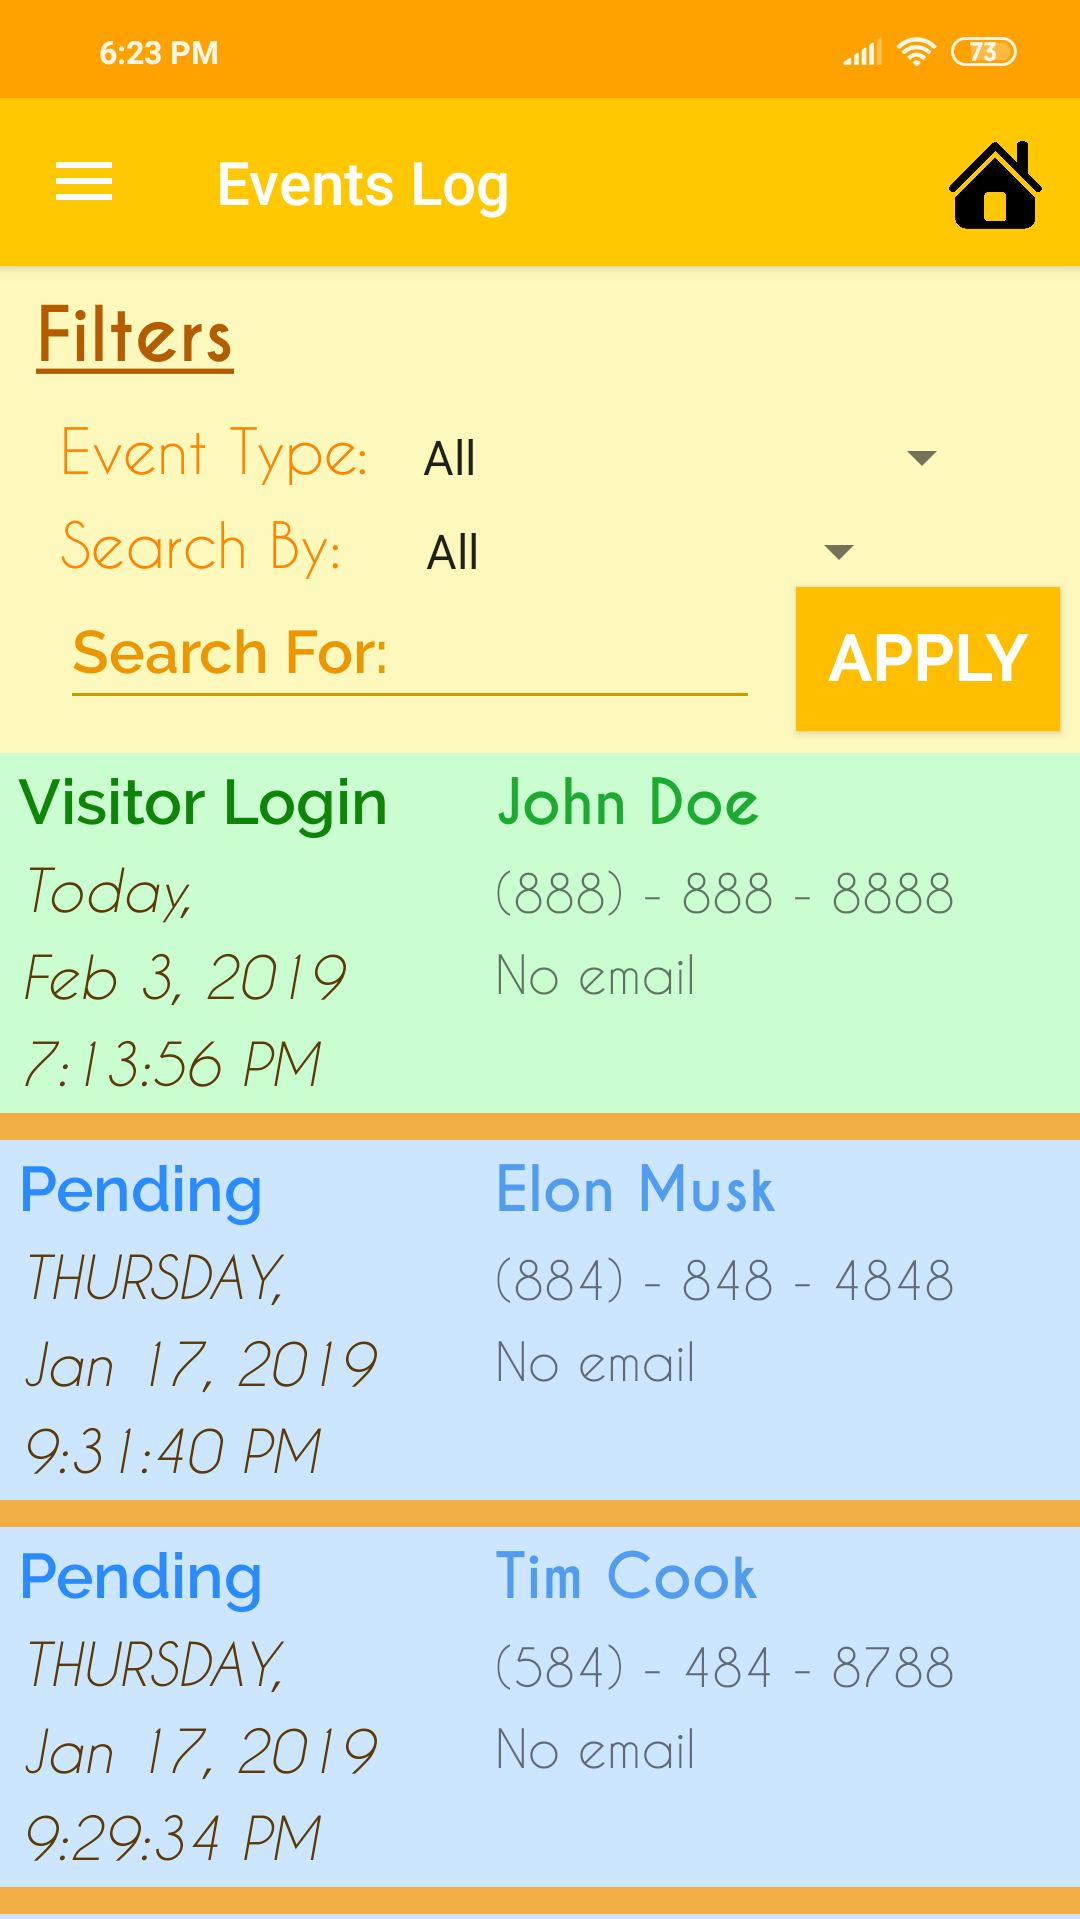 6:23 PM 73
Events Log
Filters
Event Type: All
Search By: All
Search For: APPLY
Visitor Login John Doe
Today, (888) - 888 - 8888
Feb 3, 2019 No email
7:13:56 PM
Pending Elon Musk
THURSDAY, (884) - 848 - 4848
Jan 17, 2019 No email
9:31:40 PM
Pending Tim Cook
THURSDAY, (584) - 484 - 8788
Jan 17, 2019 No email
9:29:34 PM